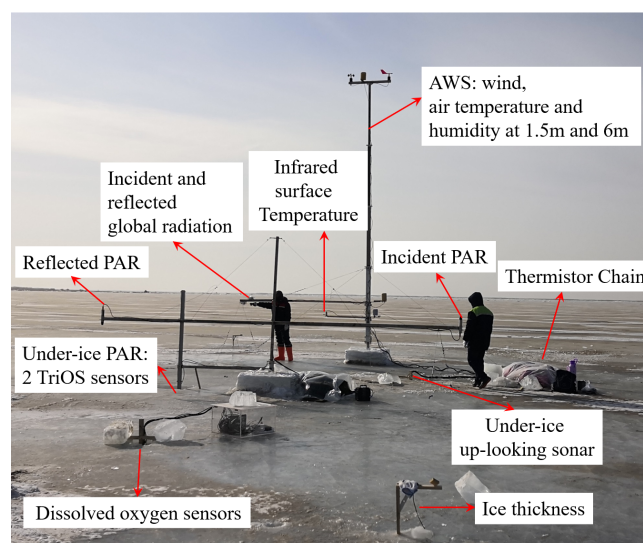 AWS: wind,
air temperature and
humidity at 1.5m and 6m
Incident and
reflected
global radiation
Infrared
surface
Temperature
Reflected PAR
Incident PAR
Thermistor Chain
Under-ice PAR:
2 TriOS sensors
Under-ice
up-looking sonar
Dissolved oxygen sensors
Ice thickness